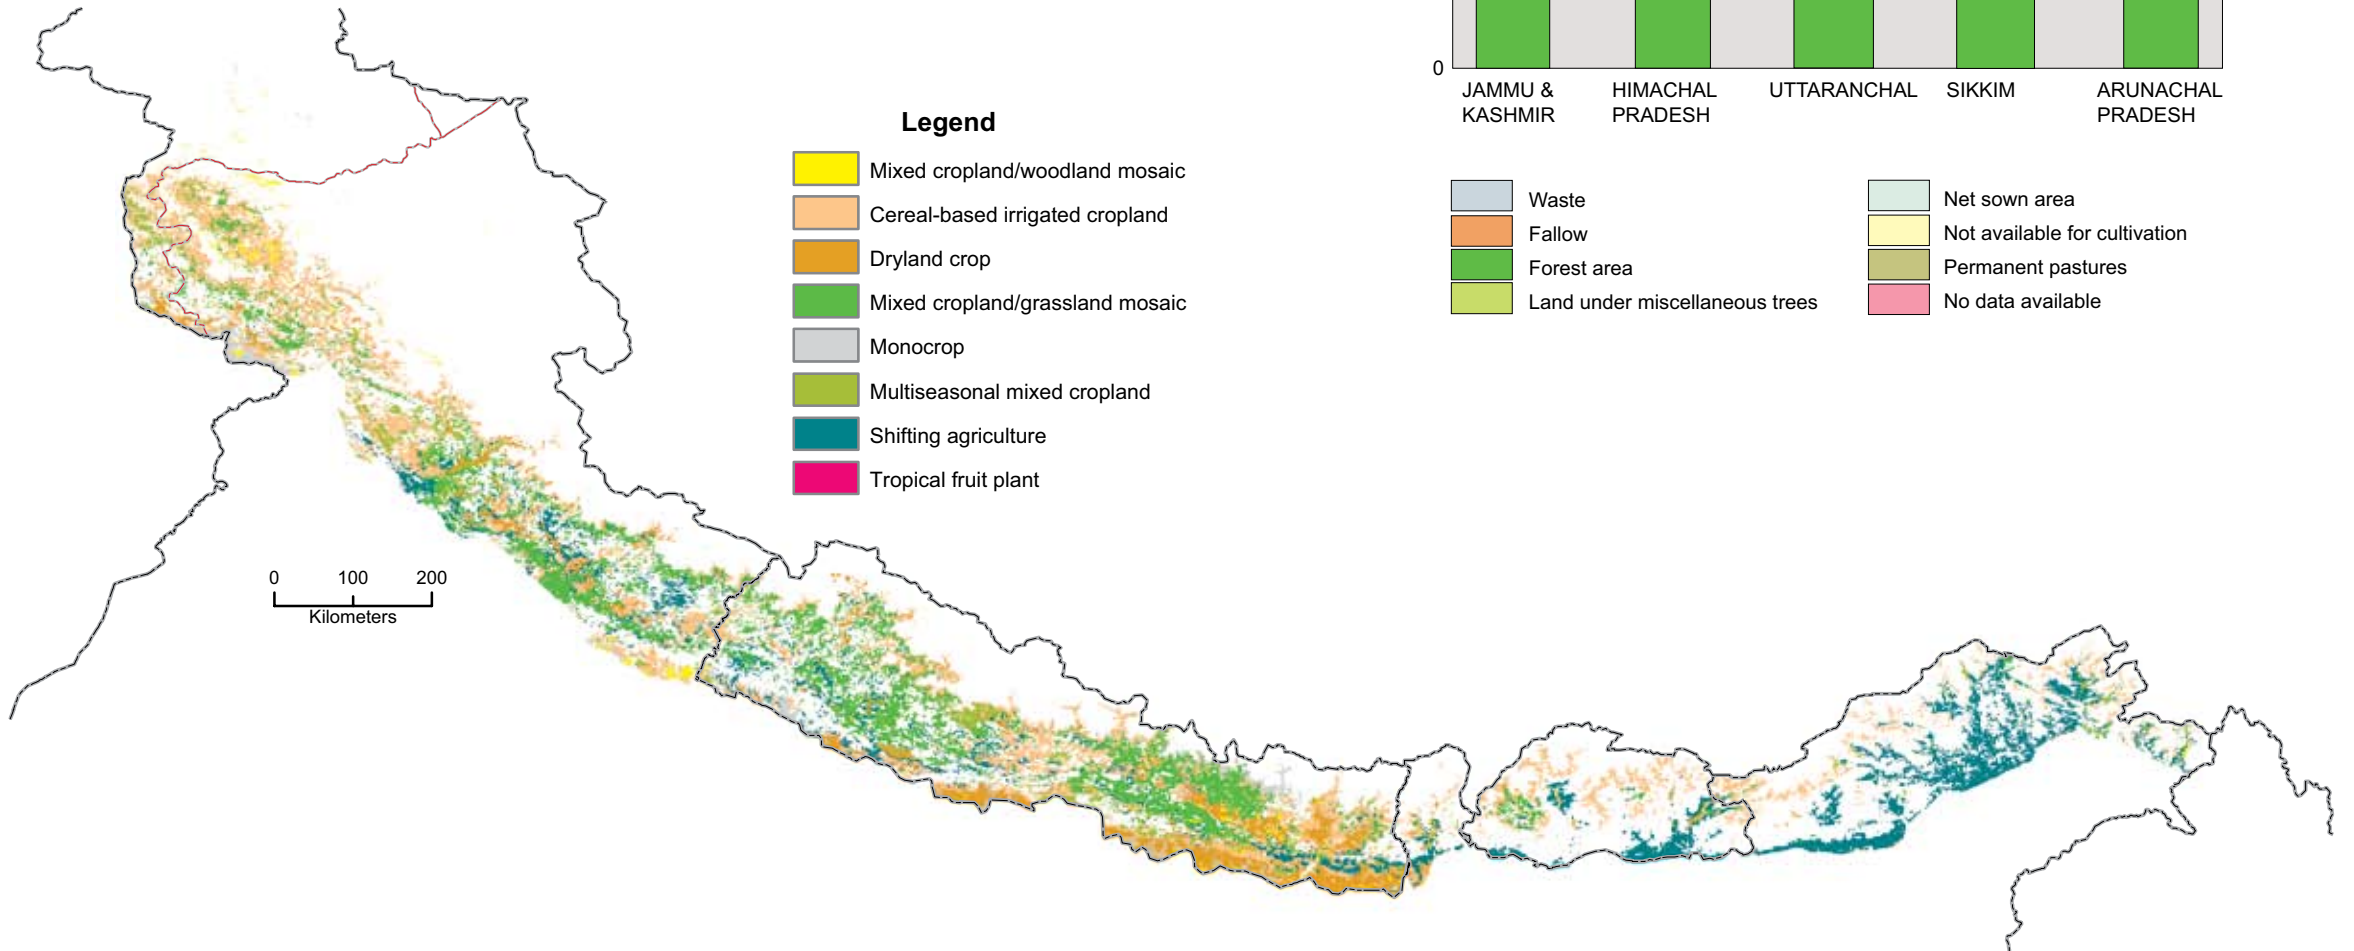 0
JAMMU &
KASHMIR
HIMACHAL
PRADESH
UTTARANCHAL
SIKKIM
ARUNACHAL
PRADESH
Legend
Mixed cropland/woodland mosaic
Cereal-based irrigated cropland
Dryland crop
Mixed cropland/grassland mosaic
Monocrop
Multiseasonal mixed cropland
Shifting agriculture
Tropical fruit plant
Waste
Fallow
Forest area
Land under miscellaneous trees
Net sown area
Not available for cultivation
Permanent pastures
No data available
0 100 200
Kilometers